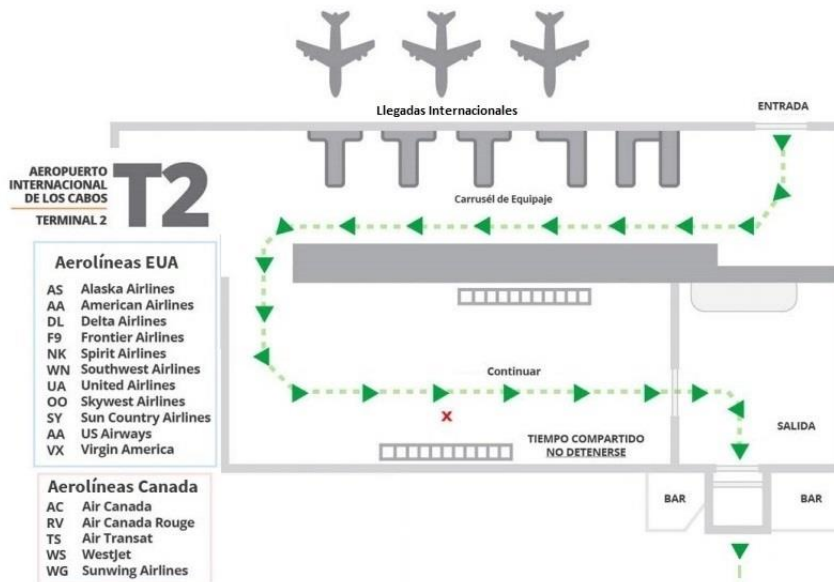 Llegadas Internacionales
ENTRADA
AEROPUERTO
INTERNACIONAL
DE LOS CABOS
TERMINAL 2
T2
Carrusél de Equipaje
Aerolíneas EUA
AS Alaska Airlines
AA American Airlines
DL Delta Airlines
F9 Frontier Airlines
NK Spirit Airlines
WN Southwest Airlines
UA United Airlines
OO Skywest Airlines
SY Sun Country Airlines
AA US Airways
VX Virgin America
Continuar
x
TIEMPO COMPARTIDO
NO DETENERSE
SALIDA
BAR
BAR
Aerolíneas Canada
AC Air Canada
RV Air Canada Rouge
TS Air Transat
WS WestJet
WG Sunwing Airlines